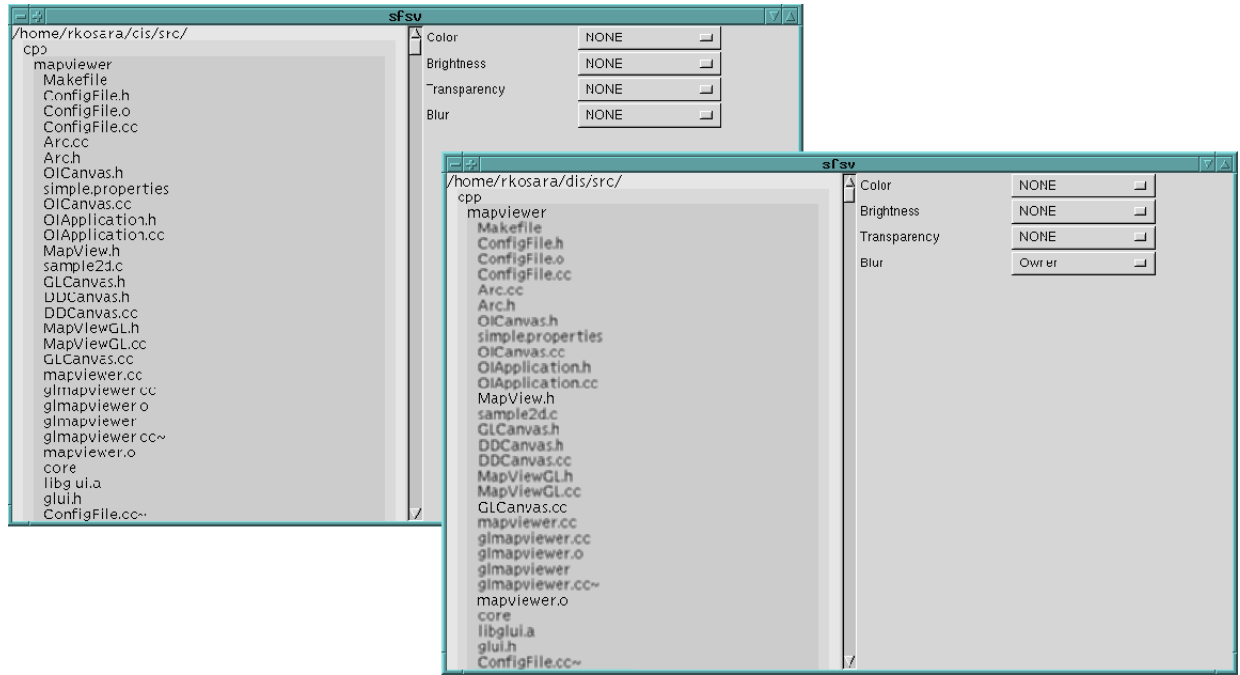 sfsv
/home/rkosara/dis/src/
cpp
mapviewer
Makefile
ConfigFile.h
ConfigFile.o
ConfigFile.cc
Arc.cc
Arc.h
OICanvas.h
simple.properties
OICanvas.cc
OIApplication.h
OIApplication.cc
MapView.h
sample2d.c
GLCanvas.h
DDCanvas.h
DDCanvas.cc
MapViewGL.h
MapViewGL.cc
GLCanvas.cc
mapviewer.cc
glmapviewer.cc
glmapviewer.o
glmapviewer
glmapviewer.cc~
mapviewer.o
core
libglui.a
glui.h
ConfigFile.cc~
Color NONE
Brightness NONE
Transparency NONE
Blur NONE
sfsv
/home/rkosara/dis/src/
cpp
mapviewer
Makefile
ConfigFile.h
ConfigFile.o
ConfigFile.cc
Arc.cc
Arc.h
OICanvas.h
simple.properties
OICanvas.cc
OIApplication.h
OIApplication.cc
MapView.h
sample2d.c
GLCanvas.h
DDCanvas.h
DDCanvas.cc
MapViewGL.h
MapViewGL.cc
GLCanvas.cc
mapviewer.cc
glmapviewer.cc
glmapviewer.o
glmapviewer
glmapviewer.cc~
mapviewer.o
core
libglui.a
glui.h
ConfigFile.cc~
Color NONE
Brightness NONE
Transparency NONE
Blur Owner